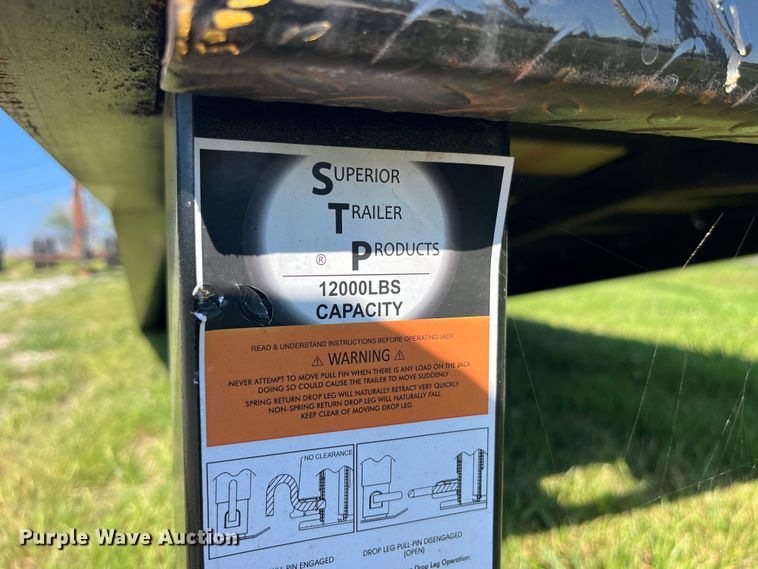 SUPERIOR
TRAILER
® PRODUCTS
12000LBS
CAPACITY
READ & UNDERSTAND INSTRUCTIONS BEFORE OPERATING JACK
⚠ WARNING ⚠
NEVER ATTEMPT TO MOVE PULL PIN WHEN THERE IS ANY LOAD ON THE JACK
DOING SO COULD CAUSE THE TRAILER TO MOVE SUDDENLY
SPRING RETURN DROP LEG WILL NATURALLY RETRACT VERY QUICKLY
NON-SPRING RETURN DROP LEG WILL NATURALLY FALL
KEEP CLEAR OF MOVING DROP LEG
NO CLEARANCE
PIN ENGAGED
DROP LEG PULL-PIN DISENGAGED
(OPEN)
Drop Leg Operation:
Purple Wave Auction®